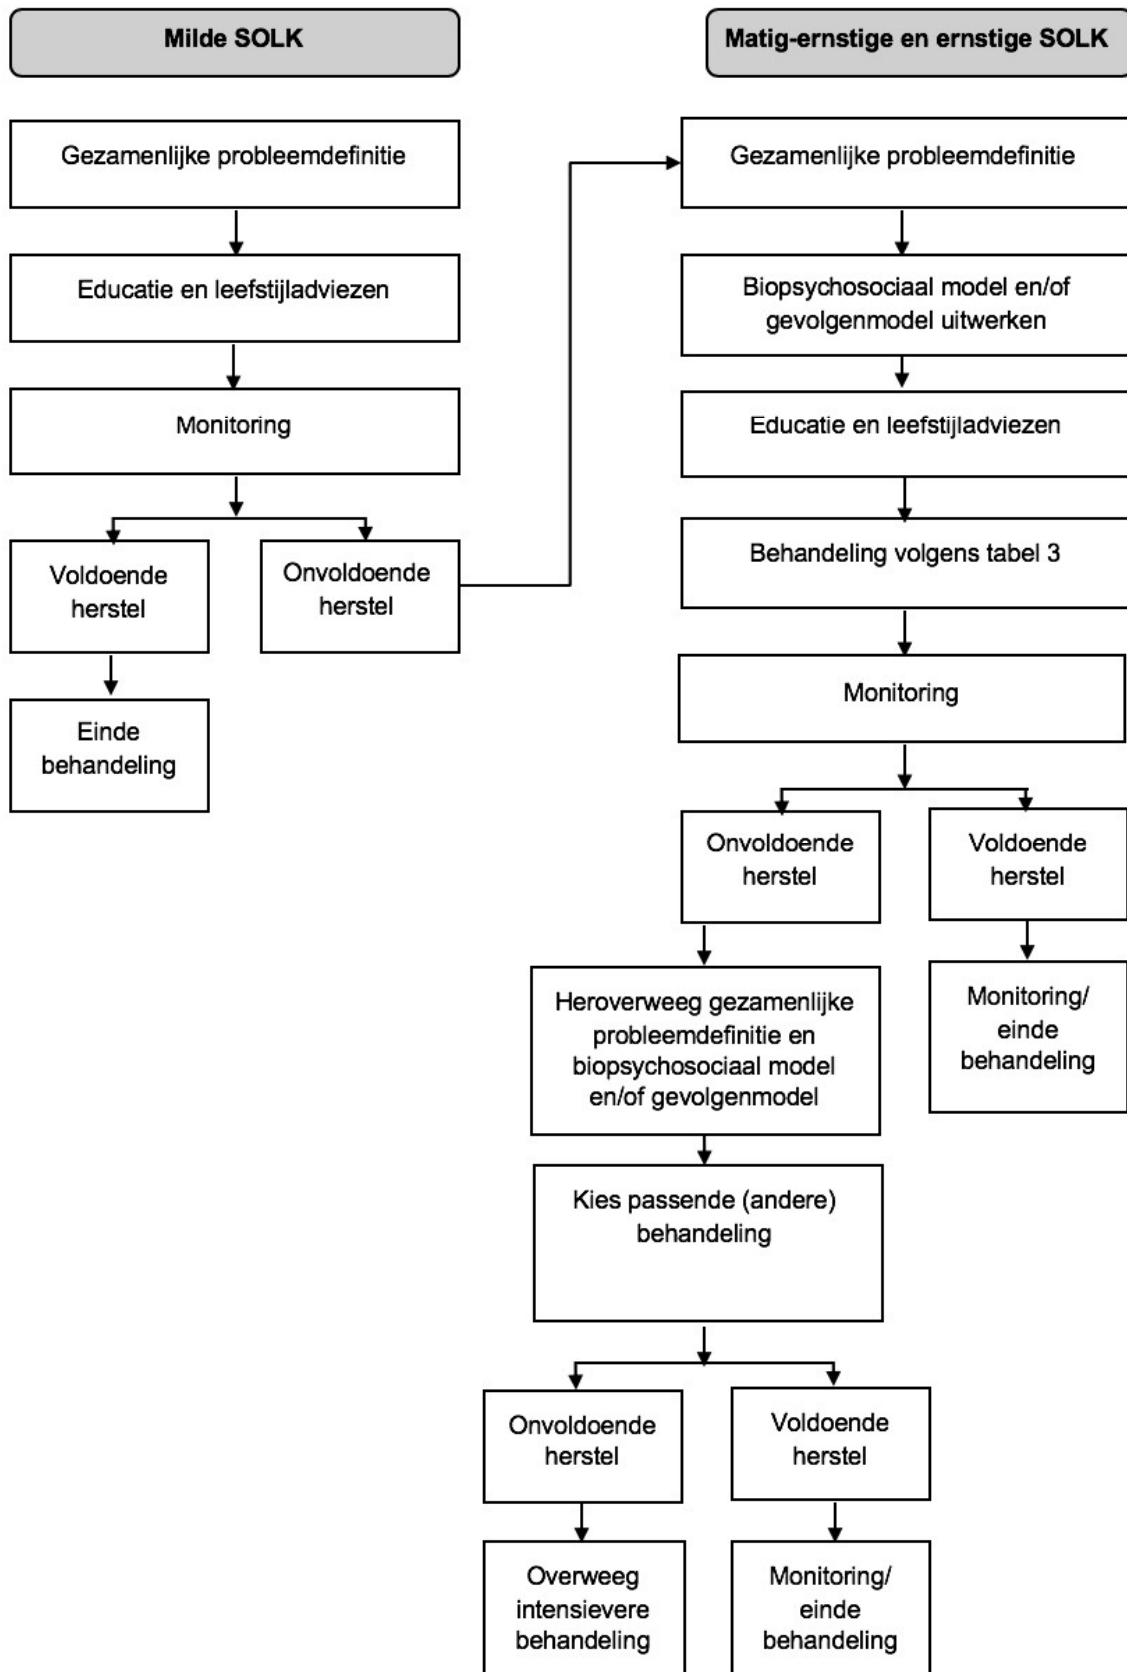 Milde SOLK
Gezamenlijke probleemdefinitie
Educatie en leefstijladviezen
Monitoring
Voldoende
herstel
Onvoldoende
herstel
Einde
behandeling
Matig-ernstige en ernstige SOLK
Gezamenlijke probleemdefinitie
Biopsychosociaal model en/of
gevolgenmodel uitwerken
Educatie en leefstijladviezen
Behandeling volgens tabel 3
Monitoring
Onvoldoende
herstel
Voldoende
herstel
Heroverweeg gezamenlijke
probleemdefinitie en
biopsychosociaal model
en/of gevolgenmodel
Monitoring/
einde
behandeling
Kies passende (andere)
behandeling
Onvoldoende
herstel
Voldoende
herstel
Overweeg
intensievere
behandeling
Monitoring/
einde
behandeling